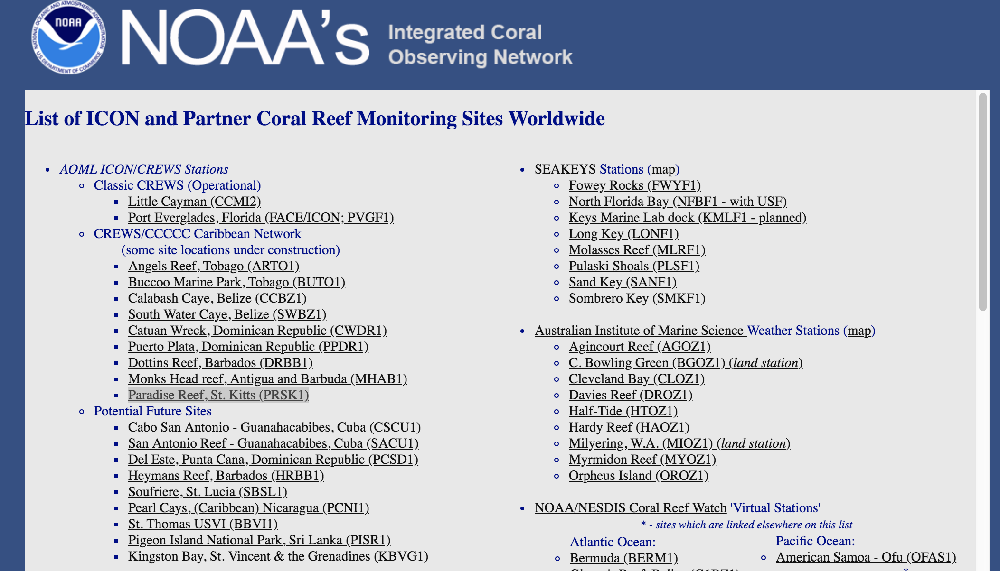 NATIONAL OCEANIC AND ATMOSPHERIC ADMINISTRATION
NOAA
U.S. DEPARTMENT OF COMMERCE
NOAA's
Integrated Coral
Observing Network
List of ICON and Partner Coral Reef Monitoring Sites Worldwide
AOML ICON/CREWS Stations
Classic CREWS (Operational)
Little Cayman (CCMI2)
Port Everglades, Florida (FACE/ICON; PVGF1)
CREWS/CCCCC Caribbean Network
(some site locations under construction)
Angels Reef, Tobago (ARTO1)
Buccoo Marine Park, Tobago (BUTO1)
Calabash Caye, Belize (CCBZ1)
South Water Caye, Belize (SWBZ1)
Catuan Wreck, Dominican Republic (CWDR1)
Puerto Plata, Dominican Republic (PPDR1)
Dottins Reef, Barbados (DRBB1)
Monks Head reef, Antigua and Barbuda (MHAB1)
Paradise Reef, St. Kitts (PRSK1)
Potential Future Sites
Cabo San Antonio - Guanahacabibes, Cuba (CSCU1)
San Antonio Reef - Guanahacabibes, Cuba (SACU1)
Del Este, Punta Cana, Dominican Republic (PCSD1)
Heymans Reef, Barbados (HRBB1)
Soufriere, St. Lucia (SBSL1)
Pearl Cays, (Caribbean) Nicaragua (PCNI1)
St. Thomas USVI (BBVI1)
Pigeon Island National Park, Sri Lanka (PISR1)
Kingston Bay, St. Vincent & the Grenadines (KBVG1)
SEAKEYS Stations (map)
Fowey Rocks (FWYF1)
North Florida Bay (NFBF1 - with USF)
Keys Marine Lab dock (KMLF1 - planned)
Long Key (LONF1)
Molasses Reef (MLRF1)
Pulaski Shoals (PLSF1)
Sand Key (SANF1)
Sombrero Key (SMKF1)
Australian Institute of Marine Science Weather Stations (map)
Agincourt Reef (AGOZ1)
C. Bowling Green (BGOZ1) (land station)
Cleveland Bay (CLOZ1)
Davies Reef (DROZ1)
Half-Tide (HTOZ1)
Hardy Reef (HAOZ1)
Milyering, W.A. (MIOZ1) (land station)
Myrmidon Reef (MYOZ1)
Orpheus Island (OROZ1)
NOAA/NESDIS Coral Reef Watch 'Virtual Stations'
* - sites which are linked elsewhere on this list
Atlantic Ocean:
Bermuda (BERM1)
Pacific Ocean:
American Samoa - Ofu (OFAS1)
*